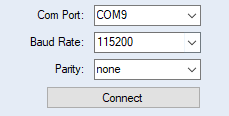 Com Port: COM9
Baud Rate: 115200
Parity: none
Connect